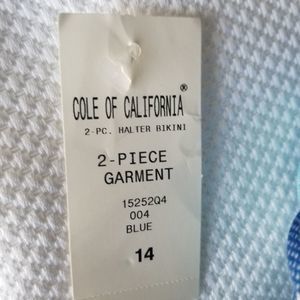 COLE OF CALIFORNIA®
2-PC. HALTER BIKINI
2-PIECE
GARMENT
15252Q4
004
BLUE
14